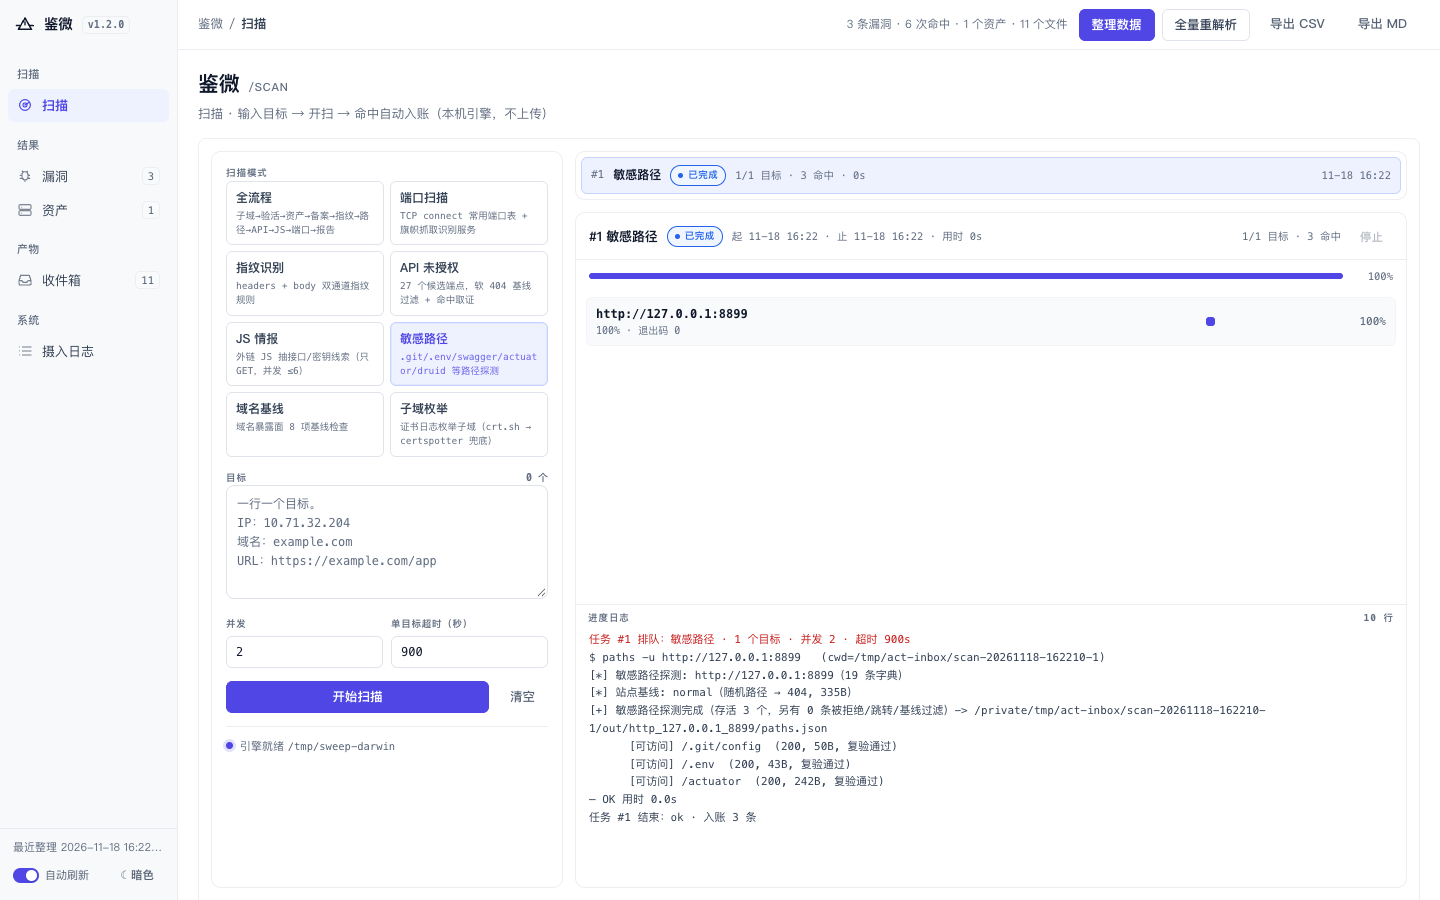 鉴微 v1.2.0
扫描
扫描
结果
漏洞 3
资产 1
产物
收件箱 11
系统
摄入日志
最近整理 2026-11-18 16:22...
自动刷新 ☾ 暗色
鉴微 / 扫描
3 条漏洞 · 6 次命中 · 1 个资产 · 11 个文件 整理数据 全量重解析 导出 CSV 导出 MD
鉴微 /SCAN
扫描 · 输入目标 → 开扫 → 命中自动入账（本机引擎，不上传）
扫描模式
全流程
子域→验活→资产→备案→指纹→路
径→API→JS→端口→报告
端口扫描
TCP connect 常用端口表 +
旗帜抓取识别服务
指纹识别
headers + body 双通道指纹
规则
API 未授权
27 个候选端点，软 404 基线
过滤 + 命中取证
JS 情报
外链 JS 抽接口/密钥线索（只
GET，并发 ≤6）
敏感路径
.git/.env/swagger/actuat
or/druid 等路径探测
域名基线
域名暴露面 8 项基线检查
子域枚举
证书日志枚举子域（crt.sh →
certspotter 兜底）
目标 0 个
一行一个目标。
IP: 10.71.32.204
域名: example.com
URL: https://example.com/app
并发 单目标超时（秒）
2 900
开始扫描 清空
引擎就绪 /tmp/sweep-darwin
#1 敏感路径 已完成 1/1 目标 · 3 命中 · 0s 11-18 16:22
#1 敏感路径 已完成 起 11-18 16:22 · 止 11-18 16:22 · 用时 0s 1/1 目标 · 3 命中 停止
100%
http://127.0.0.1:8899
100% · 退出码 0 100%
进度日志 10 行
任务 #1 排队: 敏感路径 · 1 个目标 · 并发 2 · 超时 900s
$ paths -u http://127.0.0.1:8899 (cwd=/tmp/act-inbox/scan-20261118-162210-1)
[*] 敏感路径探测: http://127.0.0.1:8899（19 条字典）
[*] 站点基线: normal（随机路径 → 404, 335B）
[+] 敏感路径探测完成（存活 3 个，另有 0 条被拒绝/跳转/基线过滤）—> /private/tmp/act-inbox/scan-20261118-162210-
1/out/http_127.0.0.1_8899/paths.json
[可访问] /.git/config (200, 50B, 复验通过)
[可访问] /.env (200, 43B, 复验通过)
[可访问] /actuator (200, 242B, 复验通过)
— OK 用时 0.0s
任务 #1 结束: ok · 入账 3 条